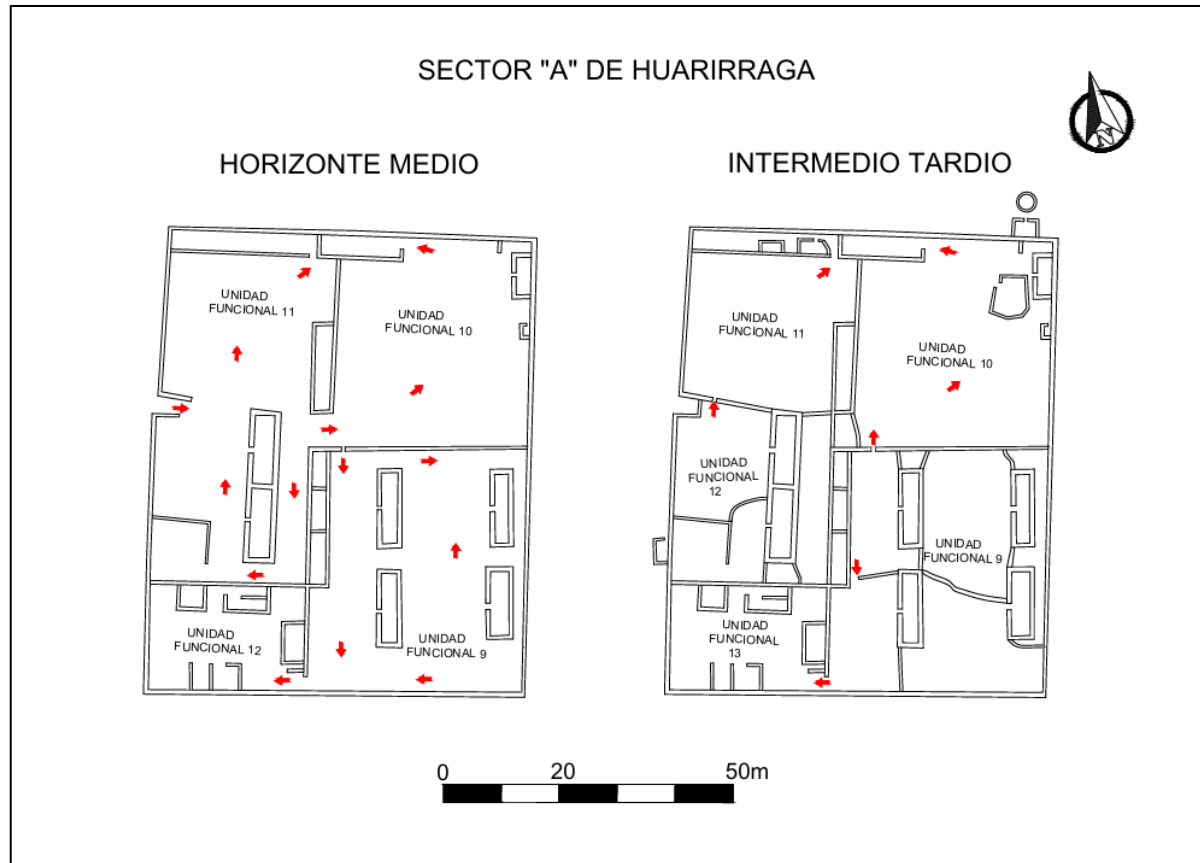 SECTOR "A" DE HUARIRRAGA
N
HORIZONTE MEDIO
UNIDAD
FUNCIONAL 11
UNIDAD
FUNCIONAL 10
UNIDAD
FUNCIONAL 12
UNIDAD
FUNCIONAL 9
INTERMEDIO TARDIO
UNIDAD
FUNCIONAL 11
UNIDAD
FUNCIONAL 10
UNIDAD
FUNCIONAL
12
UNIDAD
FUNCIONAL 9
UNIDAD
FUNCIONAL
13
0 20 50m